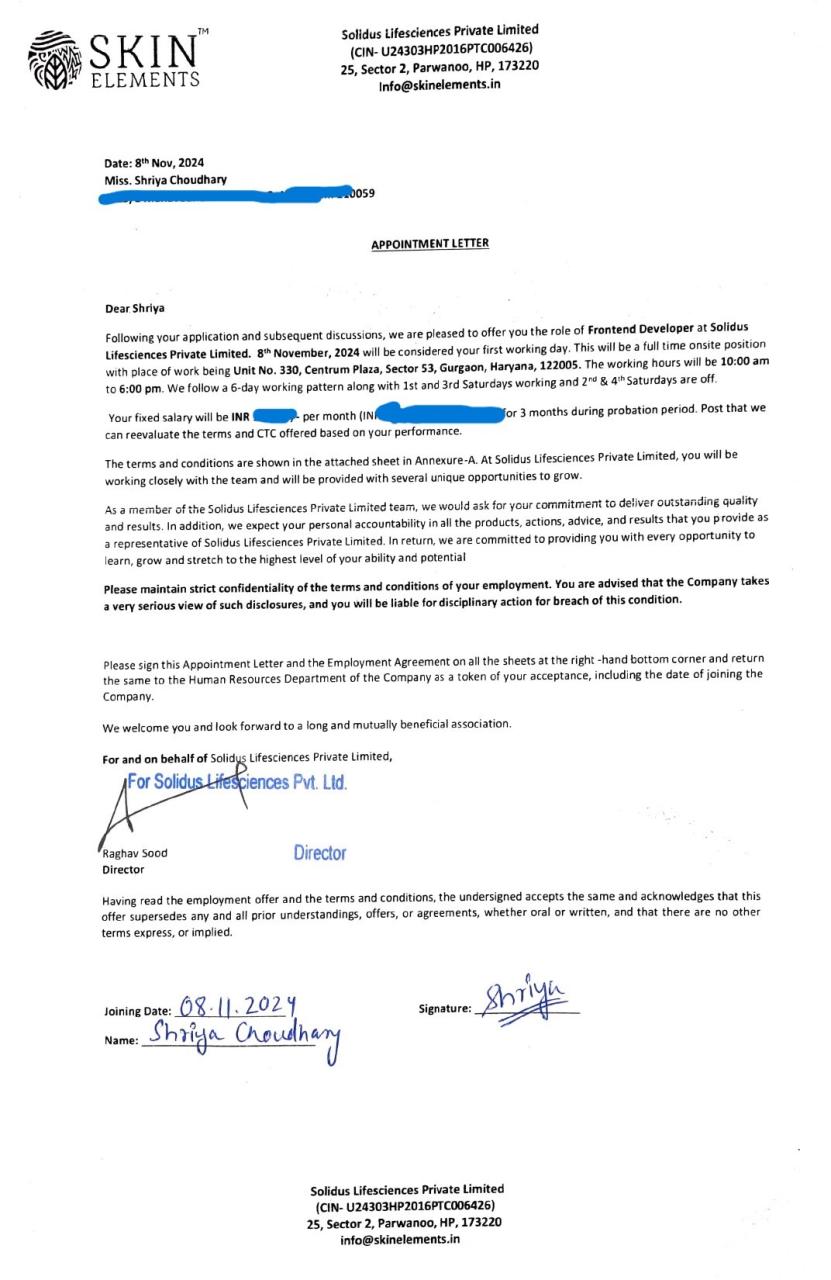 SKIN™
ELEMENTS
Solidus Lifesciences Private Limited
(CIN- U24303HP2016PTC006426)
25, Sector 2, Parwanoo, HP, 173220
Info@skinelements.in
Date: 8th Nov, 2024
Miss. Shriya Choudhary
0059
APPOINTMENT LETTER
Dear Shriya
Following your application and subsequent discussions, we are pleased to offer you the role of Frontend Developer at Solidus
Lifesciences Private Limited. 8th November, 2024 will be considered your first working day. This will be a full time onsite position
with place of work being Unit No. 330, Centrum Plaza, Sector 53, Gurgaon, Haryana, 122005. The working hours will be 10:00 am
to 6:00 pm. We follow a 6-day working pattern along with 1st and 3rd Saturdays working and 2nd & 4th Saturdays are off.
Your fixed salary will be INR - per month (IN for 3 months during probation period. Post that we
can reevaluate the terms and CTC offered based on your performance.
The terms and conditions are shown in the attached sheet in Annexure-A. At Solidus Lifesciences Private Limited, you will be
working closely with the team and will be provided with several unique opportunities to grow.
As a member of the Solidus Lifesciences Private Limited team, we would ask for your commitment to deliver outstanding quality
and results. In addition, we expect your personal accountability in all the products, actions, advice, and results that you provide as
a representative of Solidus Lifesciences Private Limited. In return, we are committed to providing you with every opportunity to
learn, grow and stretch to the highest level of your ability and potential
Please maintain strict confidentiality of the terms and conditions of your employment. You are advised that the Company takes
a very serious view of such disclosures, and you will be liable for disciplinary action for breach of this condition.
Please sign this Appointment Letter and the Employment Agreement on all the sheets at the right -hand bottom corner and return
the same to the Human Resources Department of the Company as a token of your acceptance, including the date of joining the
Company.
We welcome you and look forward to a long and mutually beneficial association.
For and on behalf of Solidus Lifesciences Private Limited,
For Solidus Lifesciences Pvt. Ltd.
Raghav Sood
Director
Director
Having read the employment offer and the terms and conditions, the undersigned accepts the same and acknowledges that this
offer supersedes any and all prior understandings, offers, or agreements, whether oral or written, and that there are no other
terms express, or implied.
Joining Date: 08.11.2024
Signature: Shriya
Name: Shriya Choudhary
Solidus Lifesciences Private Limited
(CIN- U24303HP2016PTC006426)
25, Sector 2, Parwanoo, HP, 173220
info@skinelements.in